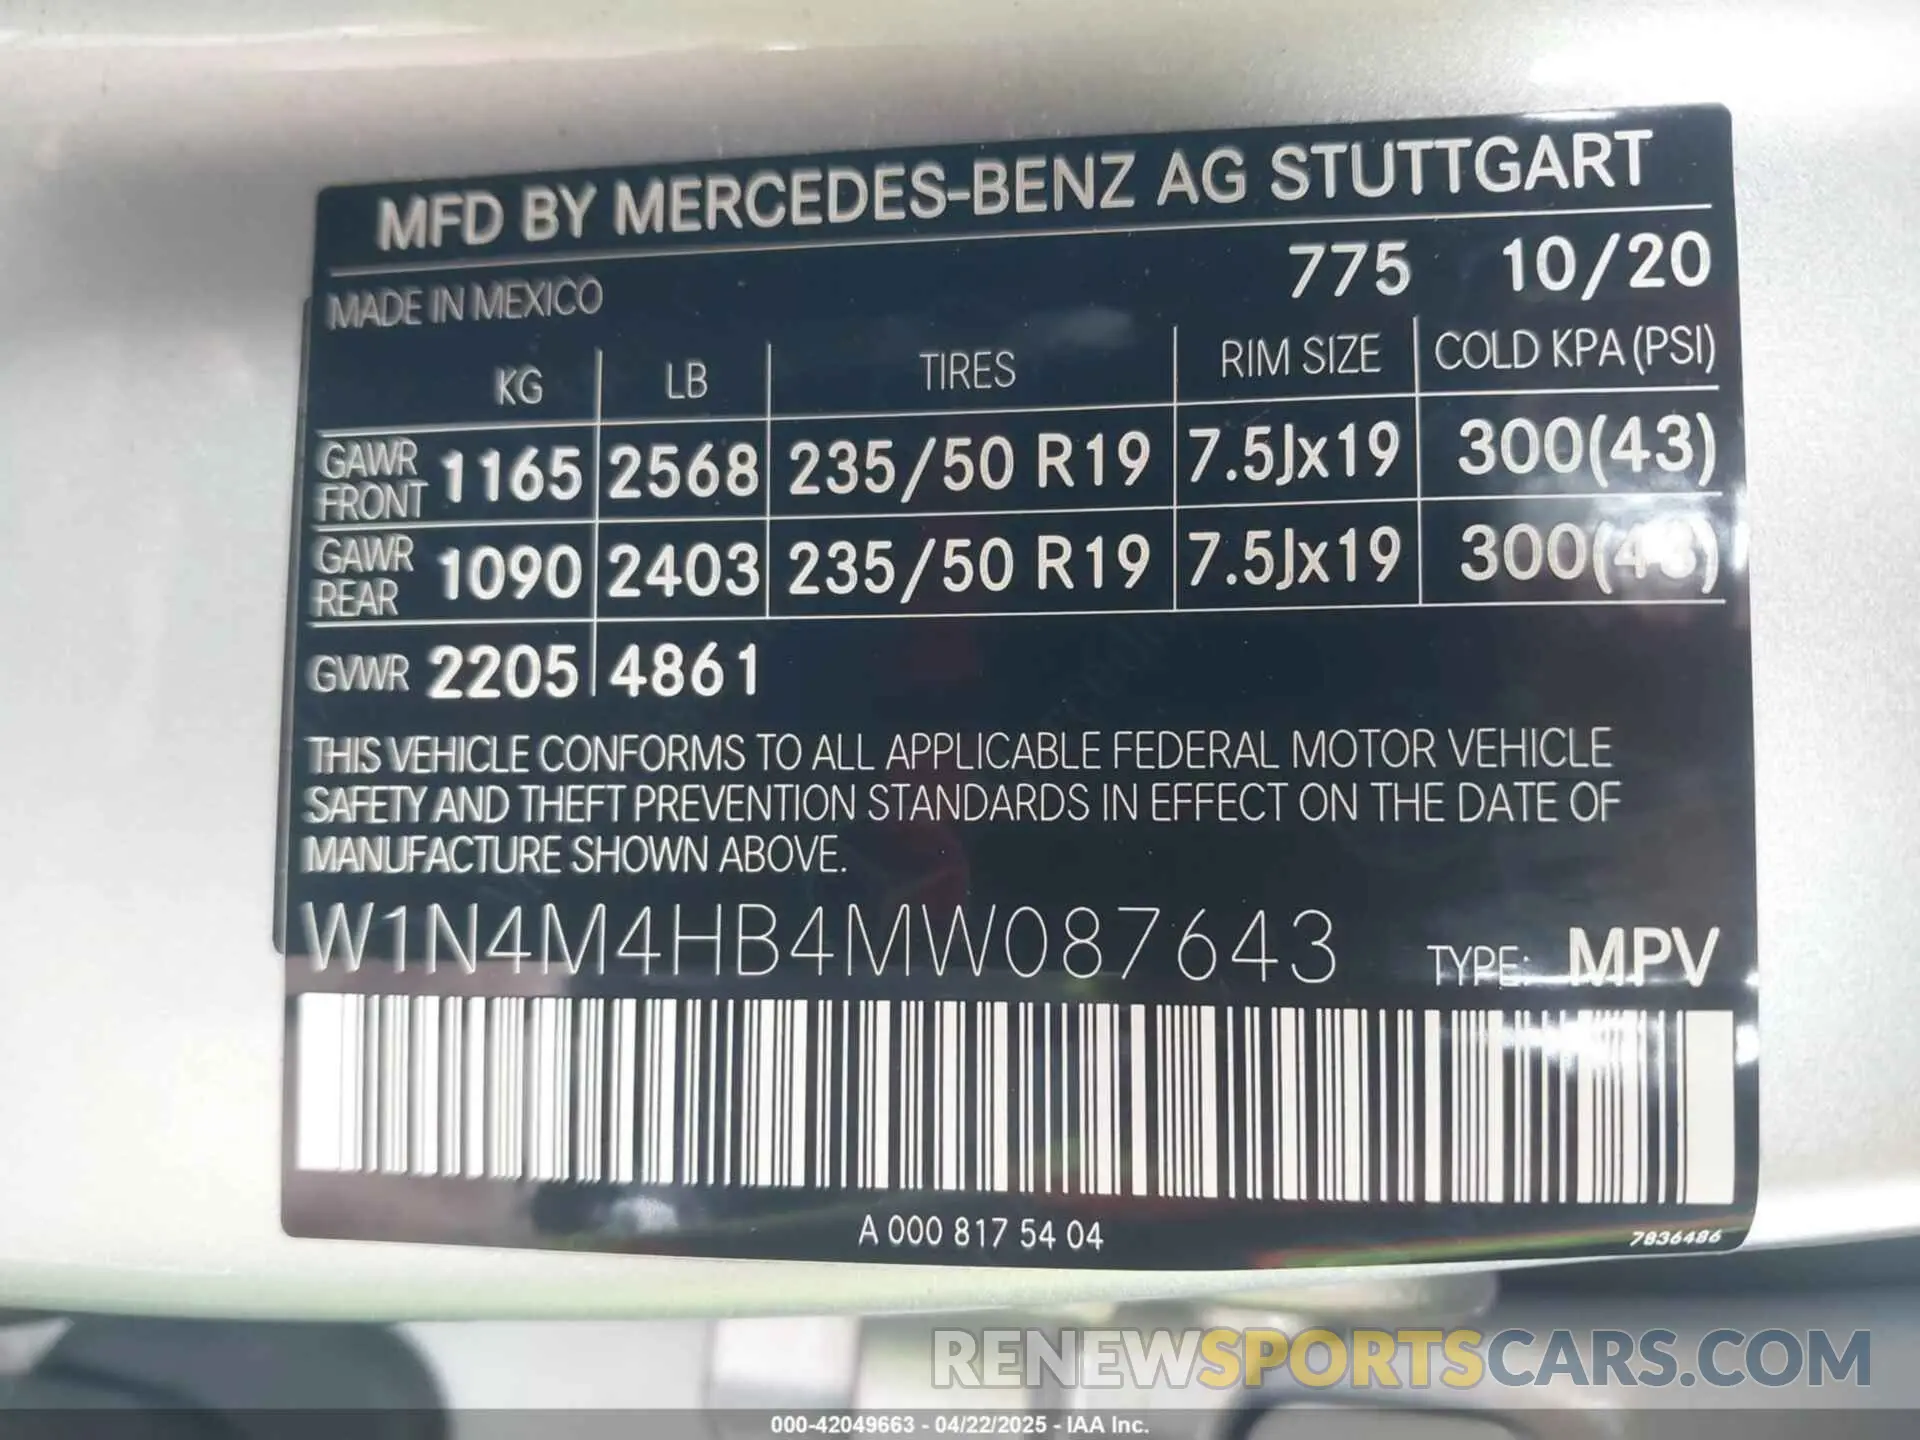 MFD BY MERCEDES-BENZ AG STUTTGART
MADE IN MEXICO 775 10/20
KG LB TIRES RIM SIZE COLD KPA (PSI)
GAWR FRONT 1165 2568 235/50 R19 7.5Jx19 300(43)
GAWR REAR 1090 2403 235/50 R19 7.5Jx19 300(43)
GVWR 2205 4861
THIS VEHICLE CONFORMS TO ALL APPLICABLE FEDERAL MOTOR VEHICLE
SAFETY AND THEFT PREVENTION STANDARDS IN EFFECT ON THE DATE OF
MANUFACTURE SHOWN ABOVE.
W1N4M4HB4MW087643 TYPE: MPV
A 000 817 54 04 7836486
RENEWSPORTSCARS.COM
000-42049663 - 04/22/2025 - IAA Inc.